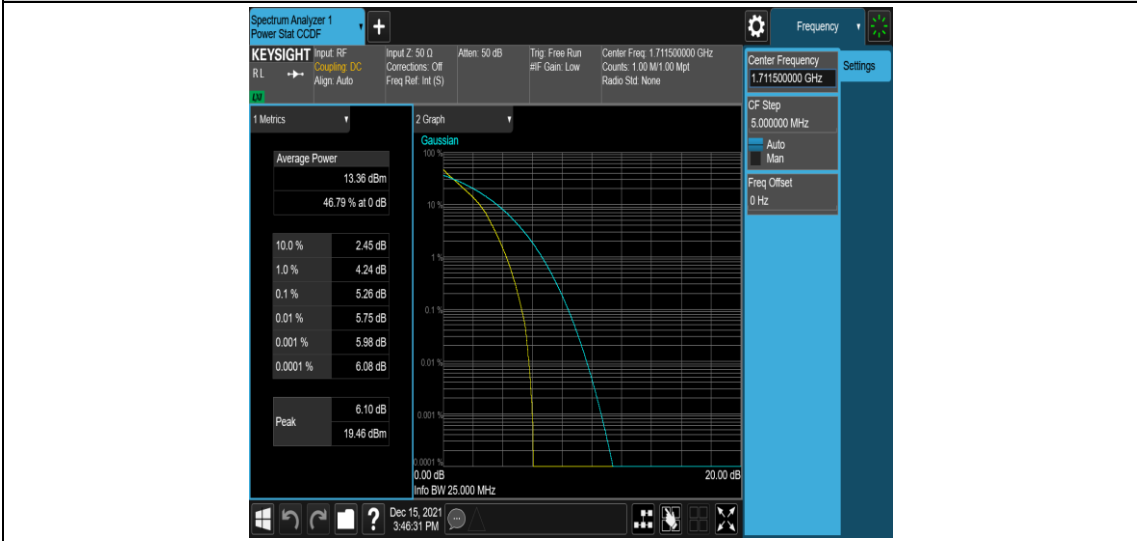 Spectrum Analyzer 1
Power Stat CCDF
+
Frequency
KEYSIGHT
RL
LNI
Input: RF
Coupling: DC
Align: Auto
Input Z: 50 Ω
Corrections: Off
Freq Ref: Int (S)
Atten: 50 dB
Trig: Free Run
#IF Gain: Low
Center Freq: 1.711500000 GHz
Counts: 1.00 M/1.00 Mpt
Radio Std: None
Center Frequency
1.711500000 GHz
Settings
CF Step
5.000000 MHz
Auto
Man
Freq Offset
0 Hz
1 Metrics
Average Power
13.36 dBm
46.79 % at 0 dB
10.0 % 2.45 dB
1.0 % 4.24 dB
0.1 % 5.26 dB
0.01 % 5.75 dB
0.001 % 5.98 dB
0.0001 % 6.08 dB
Peak
6.10 dB
19.46 dBm
2 Graph
Gaussian
100 %
10 %
1 %
0.1 %
0.01 %
0.001 %
0.0001 %
0.00 dB 20.00 dB
Info BW 25.000 MHz
?
Dec 15, 2021
3:46:31 PM